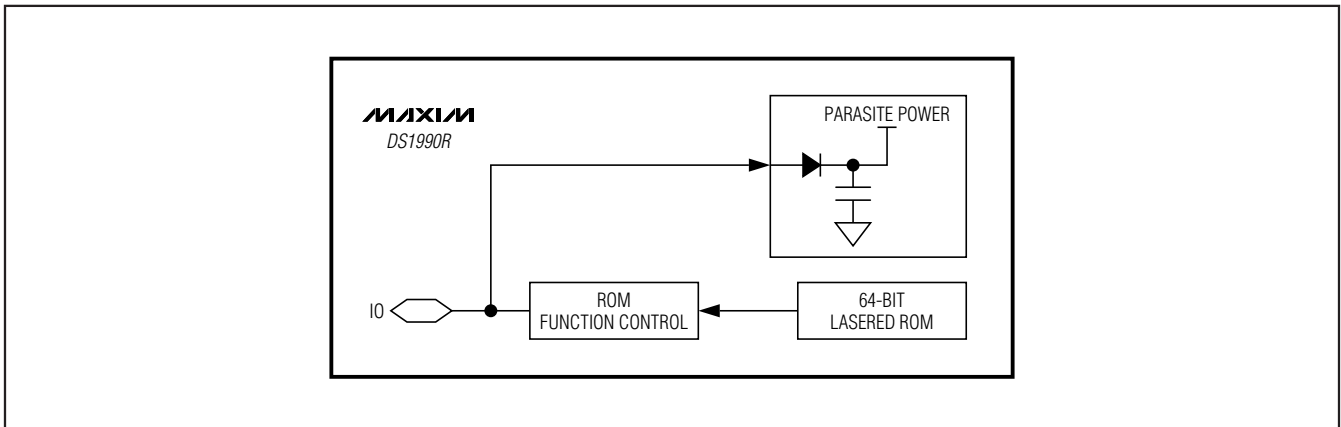 MAXIM
DS1990R
PARASITE POWER
IO
ROM
FUNCTION CONTROL
64-BIT
LASERED ROM